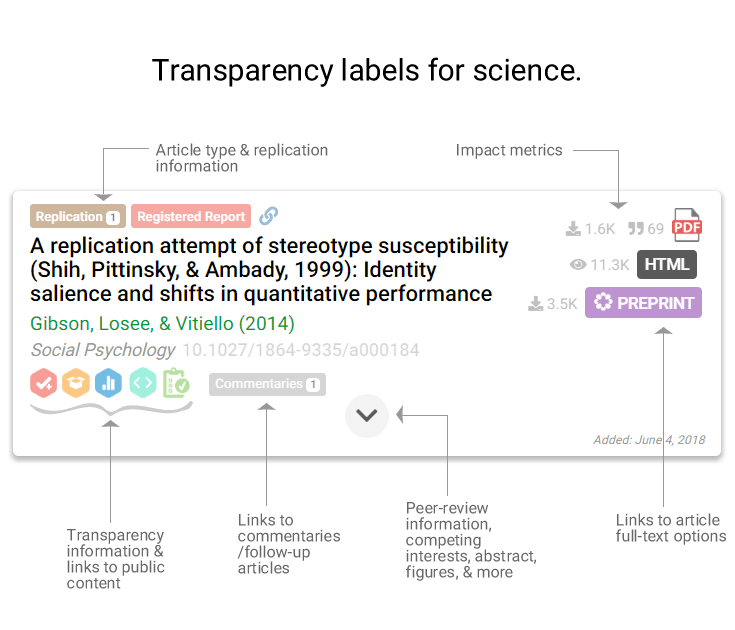 Transparency labels for science.
Article type & replication
information
Impact metrics
Replication 1 Registered Report
1.6K 69 PDF
A replication attempt of stereotype susceptibility
(Shih, Pittinsky, & Ambady, 1999): Identity
salience and shifts in quantitative performance
11.3K HTML
3.5K PREPRINT
Gibson, Losee, & Vitiello (2014)
Social Psychology 10.1027/1864-9335/a000184
Commentaries 1
Added: June 4, 2018
Transparency
information &
links to public
content
Links to
commentaries
/follow-up
articles
Peer-review
information,
competing
interests, abstract,
figures, & more
Links to article
full-text options